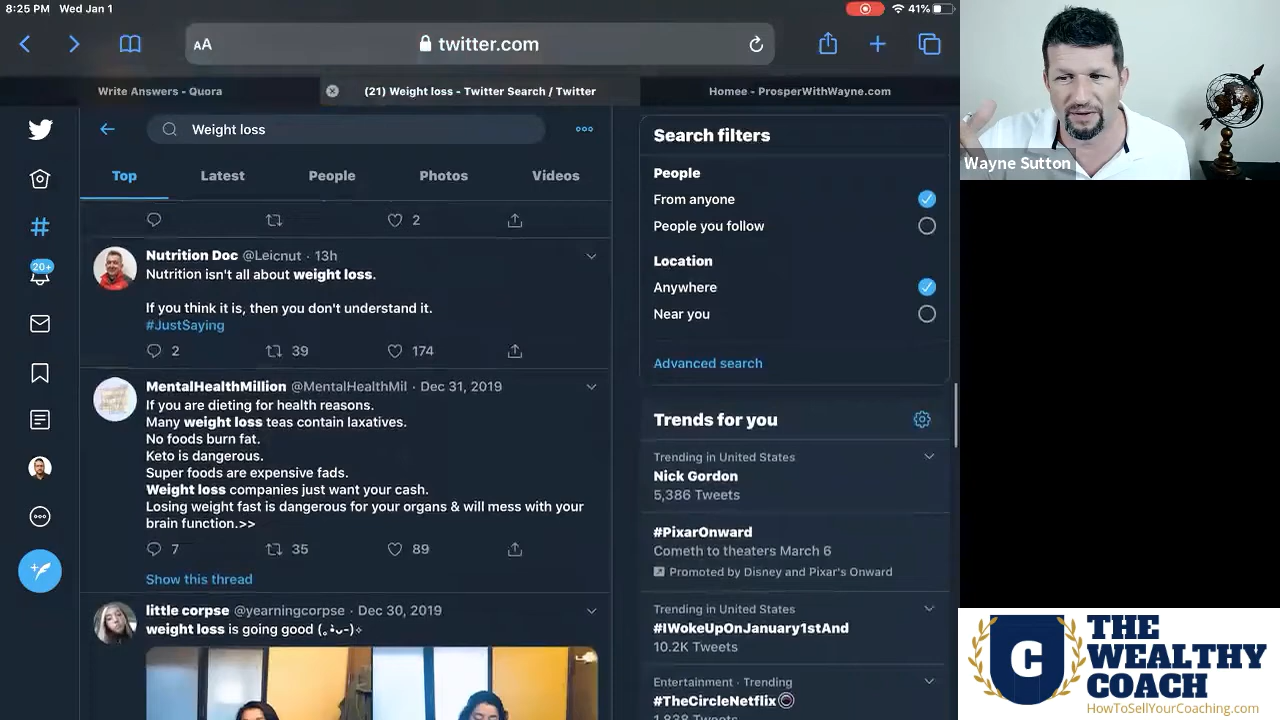 8:25 PM Wed Jan 1
41%
AA
twitter.com
Write Answers - Quora
(21) Weight loss - Twitter Search / Twitter
Homee - ProsperWithWayne.com
Weight loss
Top
Latest
People
Photos
Videos
2
Nutrition Doc @Leicnut · 13h
Nutrition isn't all about weight loss.
If you think it is, then you don't understand it.
#JustSaying
2
39
174
MentalHealthMillion @MentalHealthMil · Dec 31, 2019
If you are dieting for health reasons.
Many weight loss teas contain laxatives.
No foods burn fat.
Keto is dangerous.
Super foods are expensive fads.
Weight loss companies just want your cash.
Losing weight fast is dangerous for your organs & will mess with your
brain function.>>
7
35
89
Show this thread
little corpse @yearningcorpse · Dec 30, 2019
weight loss is going good
20+
Search filters
People
From anyone
People you follow
Location
Anywhere
Near you
Advanced search
Trends for you
Trending in United States
Nick Gordon
5,386 Tweets
#PixarOnward
Cometh to theaters March 6
Promoted by Disney and Pixar's Onward
Trending in United States
#IWokeUpOnJanuary1stAnd
10.2K Tweets
Entertainment · Trending
#TheCircleNetflix
1,838 Tweets
Wayne Sutton
C
THE
WEALTHY
COACH
HowToSellYourCoaching.com